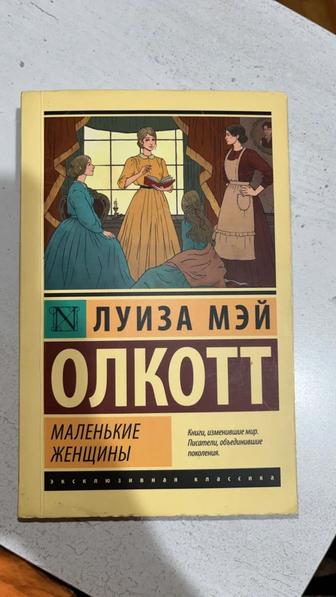 N ЛУИЗА МЭЙ
ОЛКОТТ
МАЛЕНЬКИЕ
ЖЕНЩИНЫ
Книги, изменившие мир.
Писатели, объединившие
поколения.
эксклюзивная классика